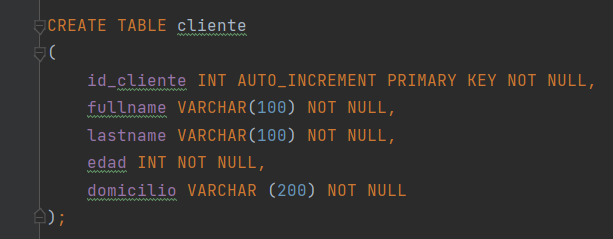 CREATE TABLE cliente
(
id_cliente INT AUTO_INCREMENT PRIMARY KEY NOT NULL,
fullname VARCHAR(100) NOT NULL,
lastname VARCHAR(100) NOT NULL,
edad INT NOT NULL,
domicilio VARCHAR (200) NOT NULL
);